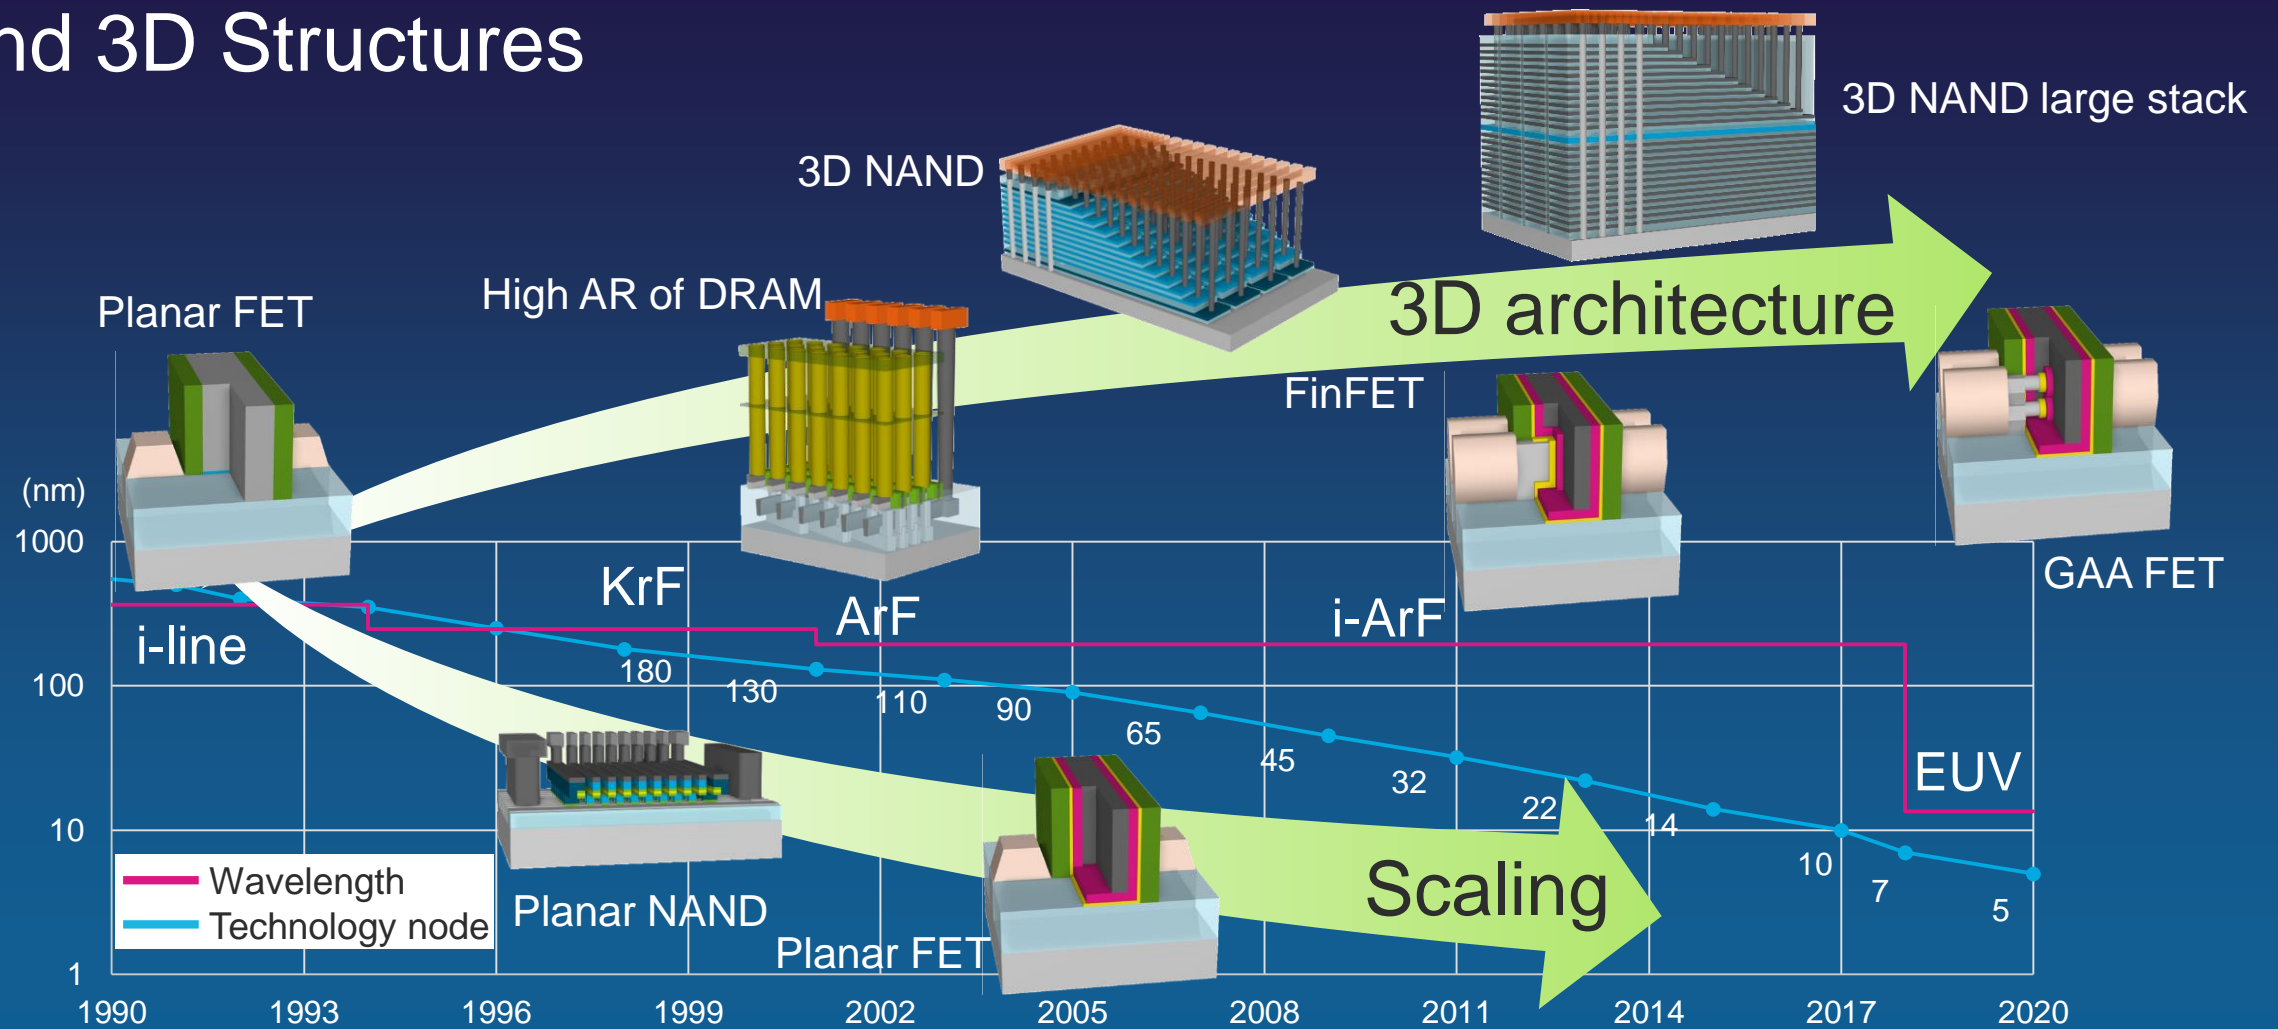 nd 3D Structures
3D NAND large stack
3D NAND
High AR of DRAM
Planar FET
3D architecture
FinFET
GAA FET
(nm)
1000
100
10
1
KrF
ArF
i-ArF
i-line
EUV
180
130
110
90
65
45
32
22
14
10
7
5
Scaling
Wavelength
Technology node
Planar NAND
Planar FET
1990
1993
1996
1999
2002
2005
2008
2011
2014
2017
2020